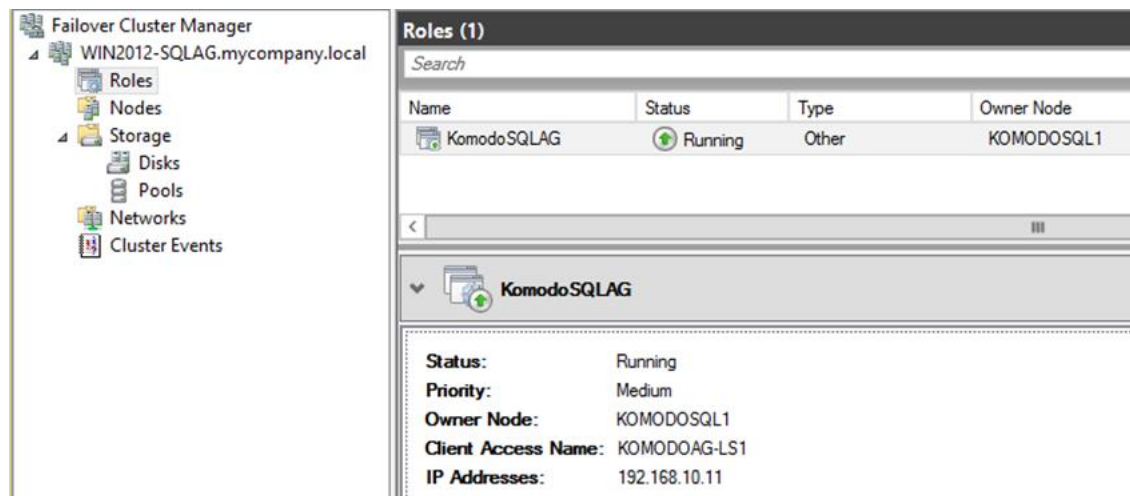 Failover Cluster Manager
WIN2012-SQLAG.mycompany.local
Roles
Nodes
Storage
Disks
Pools
Networks
Cluster Events
Roles (1)
Search
Name Status Type Owner Node
KomodoSQLAG Running Other KOMODOSQL1
KomodoSQLAG
Status: Running
Priority: Medium
Owner Node: KOMODOSQL1
Client Access Name: KOMODOAG-LS1
IP Addresses: 192.168.10.11